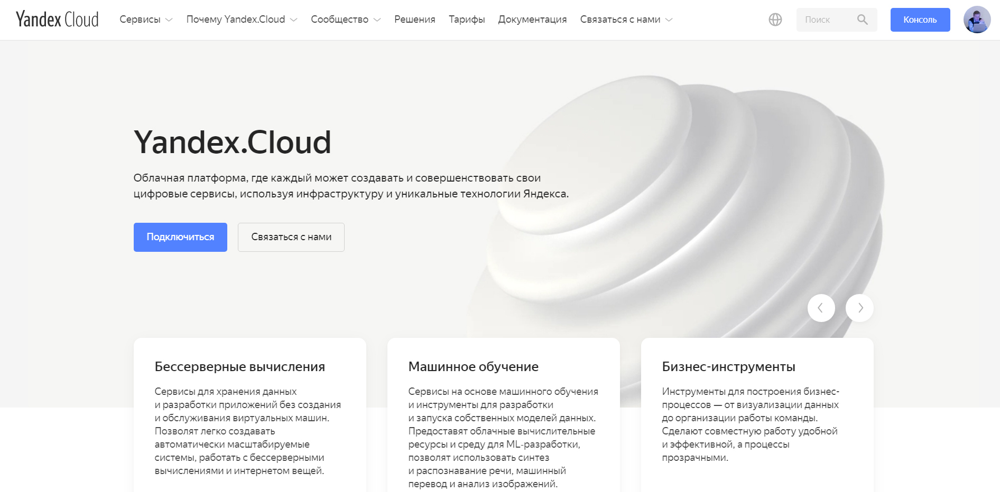 Yandex Cloud
Сервисы
Почему Yandex.Cloud
Сообщество
Решения
Тарифы
Документация
Связаться с нами
Поиск
Консоль
Yandex.Cloud
Облачная платформа, где каждый может создавать и совершенствовать свои
цифровые сервисы, используя инфраструктуру и уникальные технологии Яндекса.
Подключиться
Связаться с нами
Бессерверные вычисления
Сервисы для хранения данных
и разработки приложений без создания
и обслуживания виртуальных машин.
Позволят легко создавать
автоматически масштабируемые
системы, работать с бессерверными
вычислениями и интернетом вещей.
Машинное обучение
Сервисы на основе машинного обучения
и инструменты для разработки
и запуска собственных моделей данных.
Предоставят облачные вычислительные
ресурсы и среду для ML-разработки,
позволят использовать синтез
и распознавание речи, машинный
перевод и анализ изображений.
Бизнес-инструменты
Инструменты для построения бизнес-
процессов — от визуализации данных
до организации работы команды.
Сделают совместную работу удобной
и эффективной, а процессы
прозрачными.